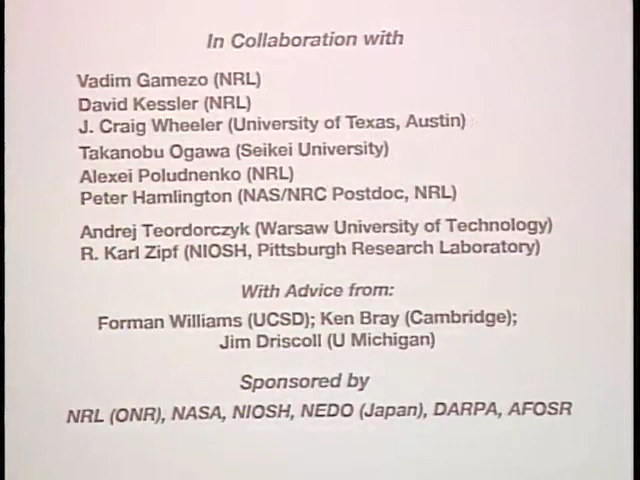 In Collaboration with
Vadim Gamezo (NRL)
David Kessler (NRL)
J. Craig Wheeler (University of Texas, Austin)
Takanobu Ogawa (Seikei University)
Alexei Poludnenko (NRL)
Peter Hamlington (NAS/NRC Postdoc, NRL)
Andrej Teordorczyk (Warsaw University of Technology)
R. Karl Zipf (NIOSH, Pittsburgh Research Laboratory)
With Advice from:
Forman Williams (UCSD); Ken Bray (Cambridge);
Jim Driscoll (U Michigan)
Sponsored by
NRL (ONR), NASA, NIOSH, NEDO (Japan), DARPA, AFOSR